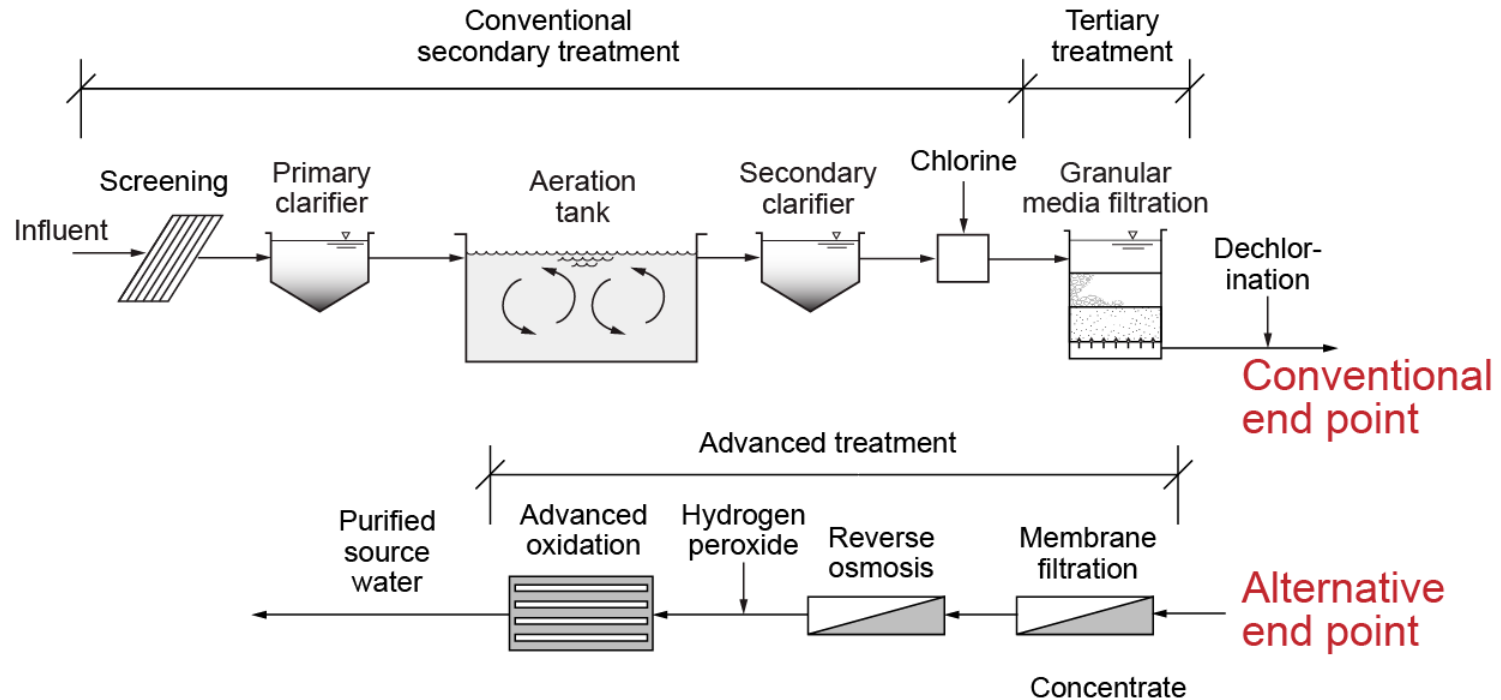 Conventional
secondary treatment
Tertiary
treatment
Screening
Primary
clarifier
Aeration
tank
Secondary
clarifier
Chlorine
Granular
media filtration
Influent
Dechlor-
ination
Conventional
end point
Advanced treatment
Purified
source
water
Advanced
oxidation
Hydrogen
peroxide
Reverse
osmosis
Membrane
filtration
Alternative
end point
Concentrate